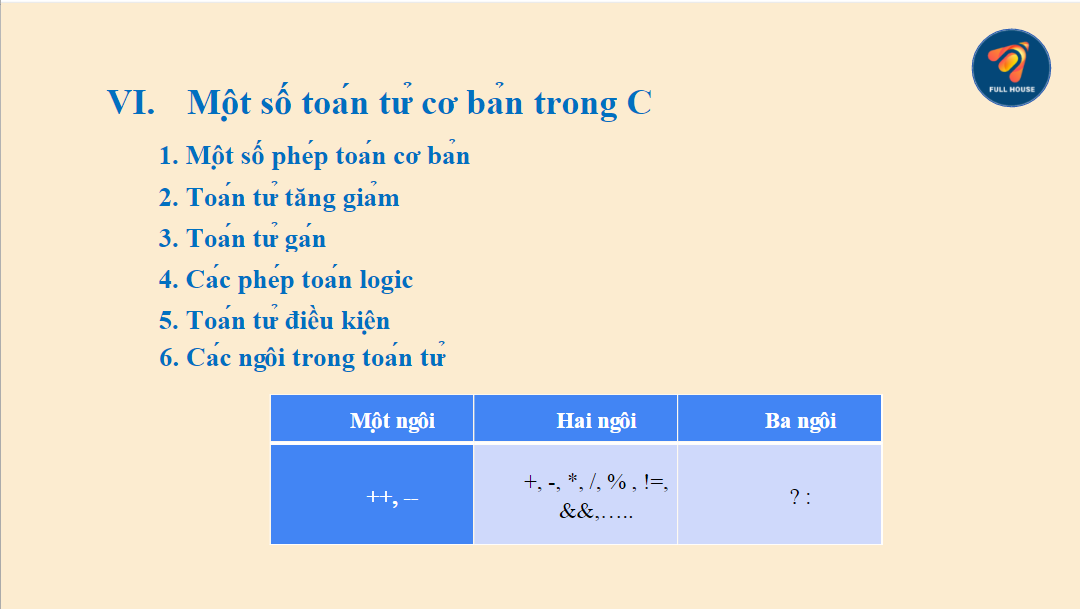 FULL HOUSE
VI. Một số toán tử cơ bản trong C
1. Một số phép toán cơ bản
2. Toán tử tăng giảm
3. Toán tử gán
4. Các phép toán logic
5. Toán tử điều kiện
6. Các ngôi trong toán tử
Một ngôi Hai ngôi Ba ngôi
++, -- +, -, *, /, % , !=, ? :
&&,…..